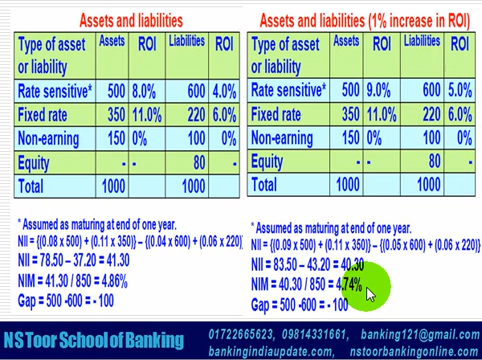 Assets and liabilities
Type of asset or liability Assets ROI Liabilities ROI
Rate sensitive* 500 8.0% 600 4.0%
Fixed rate 350 11.0% 220 6.0%
Non-earning 150 0% 100 0%
Equity - - 80 -
Total 1000 1000
* Assumed as maturing at end of one year.
NII = {(0.08 x 500) + (0.11 x 350)} – {(0.04 x 600) + (0.06 x 220)
NII = 78.50 – 37.20 = 41.30
NIM = 41.30 / 850 = 4.86%
Gap = 500 -600 = - 100
Assets and liabilities (1% increase in ROI)
Type of asset or liability Assets ROI Liabilities ROI
Rate sensitive* 500 9.0% 600 5.0%
Fixed rate 350 11.0% 220 6.0%
Non-earning 150 0% 100 0%
Equity - - 80 -
Total 1000 1000
* Assumed as maturing at end of one year.
NII = {(0.09 x 500) + (0.11 x 350)} – {(0.05 x 600) + (0.06 x 220)}
NII = 83.50 – 43.20 = 40.30
NIM = 40.30 / 850 = 4.74%
Gap = 500 -600 = - 100
NS Toor School of Banking
01722665623, 09814331661, banking121@gmail.com
bankingindiaupdate.com, nstoorbankingonline.com